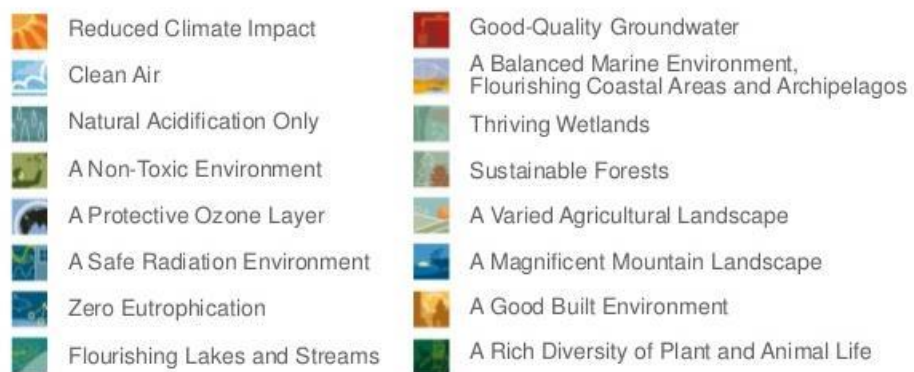 Reduced Climate Impact
Clean Air
Natural Acidification Only
A Non-Toxic Environment
A Protective Ozone Layer
A Safe Radiation Environment
Zero Eutrophication
Flourishing Lakes and Streams
Good-Quality Groundwater
A Balanced Marine Environment,
Flourishing Coastal Areas and Archipelagos
Thriving Wetlands
Sustainable Forests
A Varied Agricultural Landscape
A Magnificent Mountain Landscape
A Good Built Environment
A Rich Diversity of Plant and Animal Life